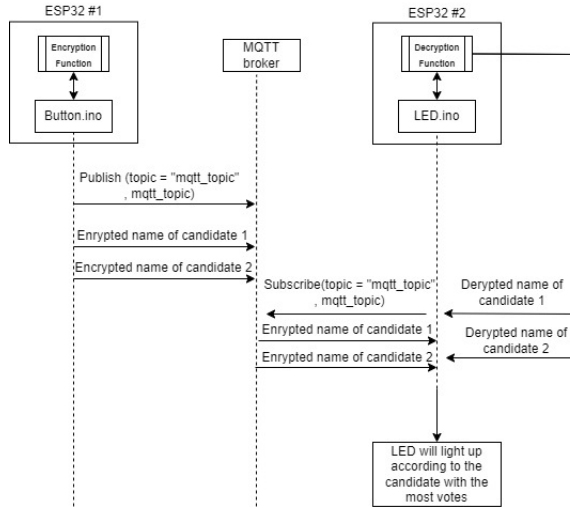 ESP32 #1
Encryption
Function
Button.ino
MQTT
broker
ESP32 #2
Decryption
Function
LED.ino
Publish (topic = "mqtt_topic"
, mqtt_topic)
Enrypted name of candidate 1
Encrypted name of candidate 2
Subscribe(topic = "mqtt_topic"
, mqtt_topic)
Derypted name of
candidate 1
Enrypted name of candidate 1
Derypted name of
candidate 2
Enrypted name of candidate 2
LED will light up
according to the
candidate with the
most votes